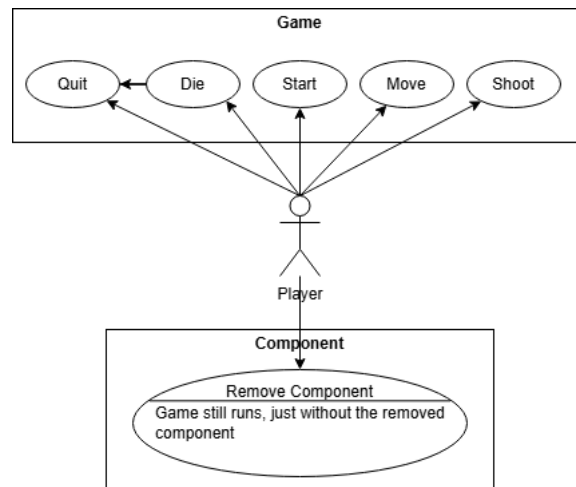 Game
Quit
Die
Start
Move
Shoot
Player
Component
Remove Component
Game still runs, just without the removed
component